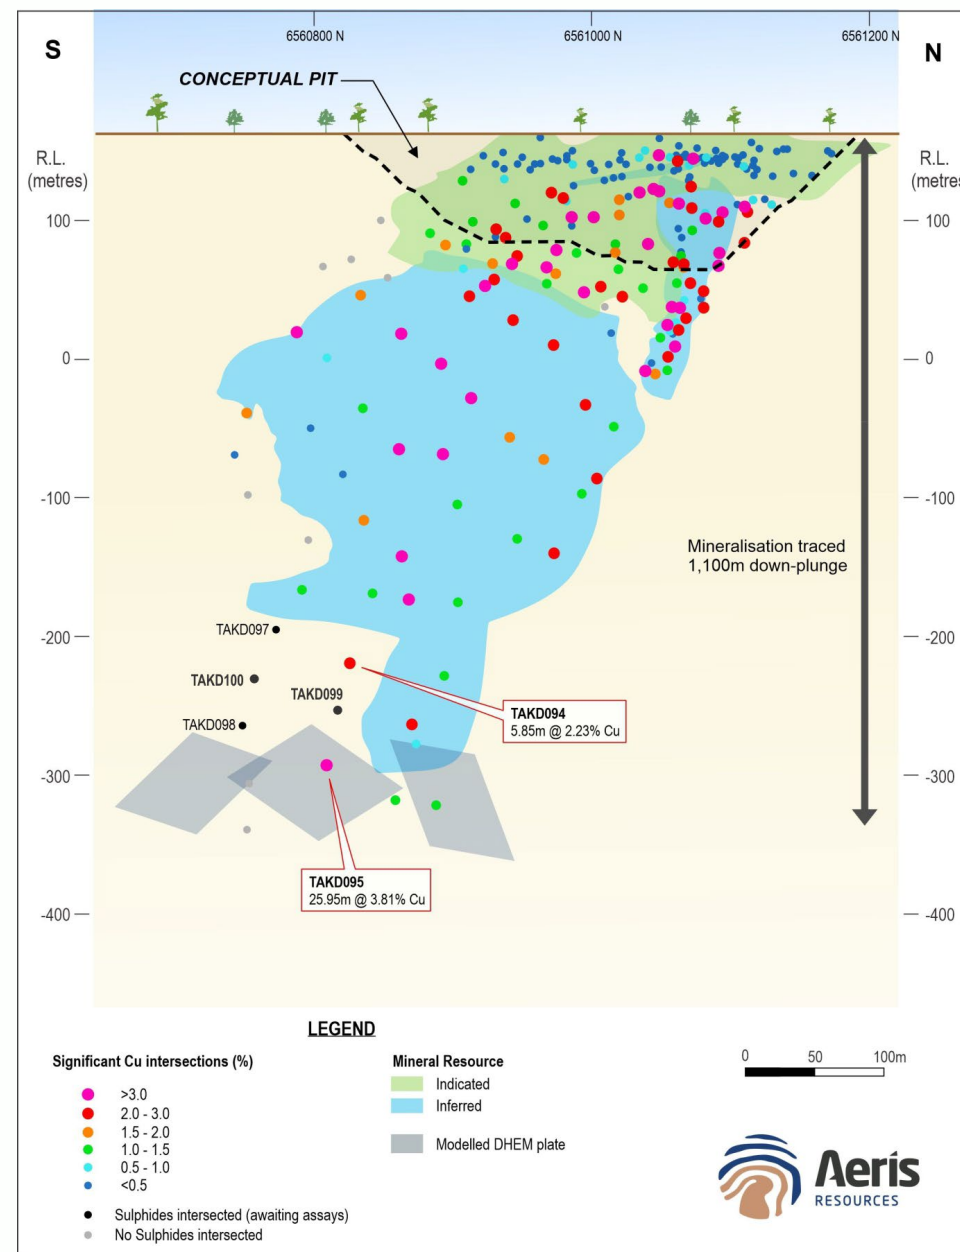 S
6560800 N
6561000 N
6561200 N
N
CONCEPTUAL PIT
R.L.
(metres)
R.L.
(metres
100
100
0
0
-100
-100
Mineralisation traced
1,100m down-plunge
-200
-200
TAKD097
TAKD100
TAKD099
TAKD098
TAKD094
5.85m @ 2.23% Cu
-300
-300
TAKD095
25.95m @ 3.81% Cu
-400
-400
LEGEND
Significant Cu intersections (%)
>3.0
2.0 - 3.0
1.5 - 2.0
1.0 - 1.5
0.5 - 1.0
<0.5
Sulphides intersected (awaiting assays)
No Sulphides intersected
Mineral Resource
Indicated
Inferred
Modelled DHEM plate
0 50 100m
Aeris
RESOURCES